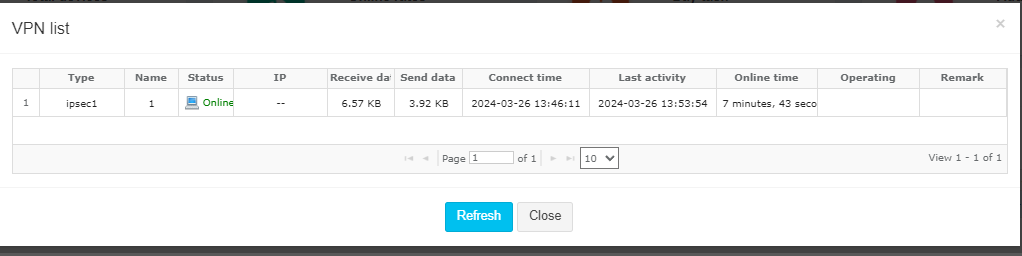 VPN list
×
Type Name Status IP Receive dat Send data Connect time Last activity Online time Operating Remark
1 ipsec1 1 Online -- 6.57 KB 3.92 KB 2024-03-26 13:46:11 2024-03-26 13:53:54 7 minutes, 43 seco
Page 1 of 1 10 View 1 - 1 of 1
Refresh Close